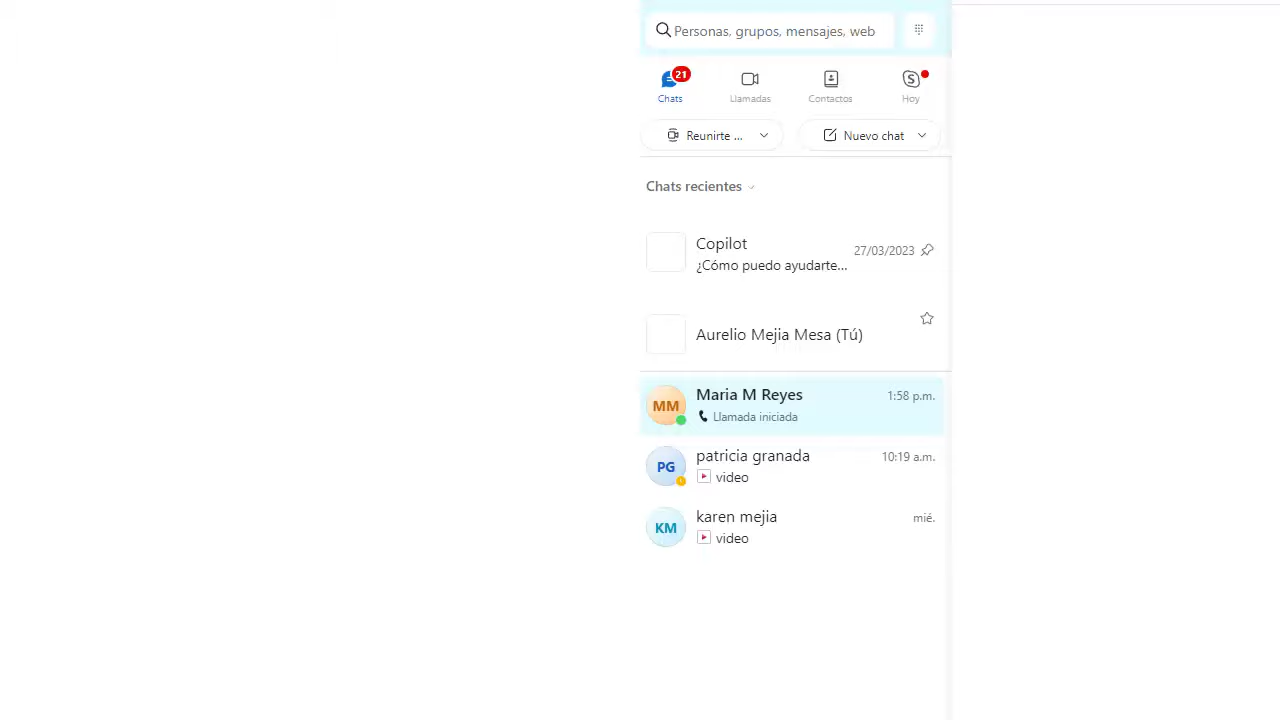 Personas, grupos, mensajes, web
21
Chats
Llamadas
Contactos
Hoy
Reunirte ...
Nuevo chat
Chats recientes
Copilot
27/03/2023
¿Cómo puedo ayudarte...
Aurelio Mejia Mesa (Tú)
MM
Maria M Reyes
1:58 p.m.
Llamada iniciada
PG
patricia granada
10:19 a.m.
video
KM
karen mejia
mié.
video